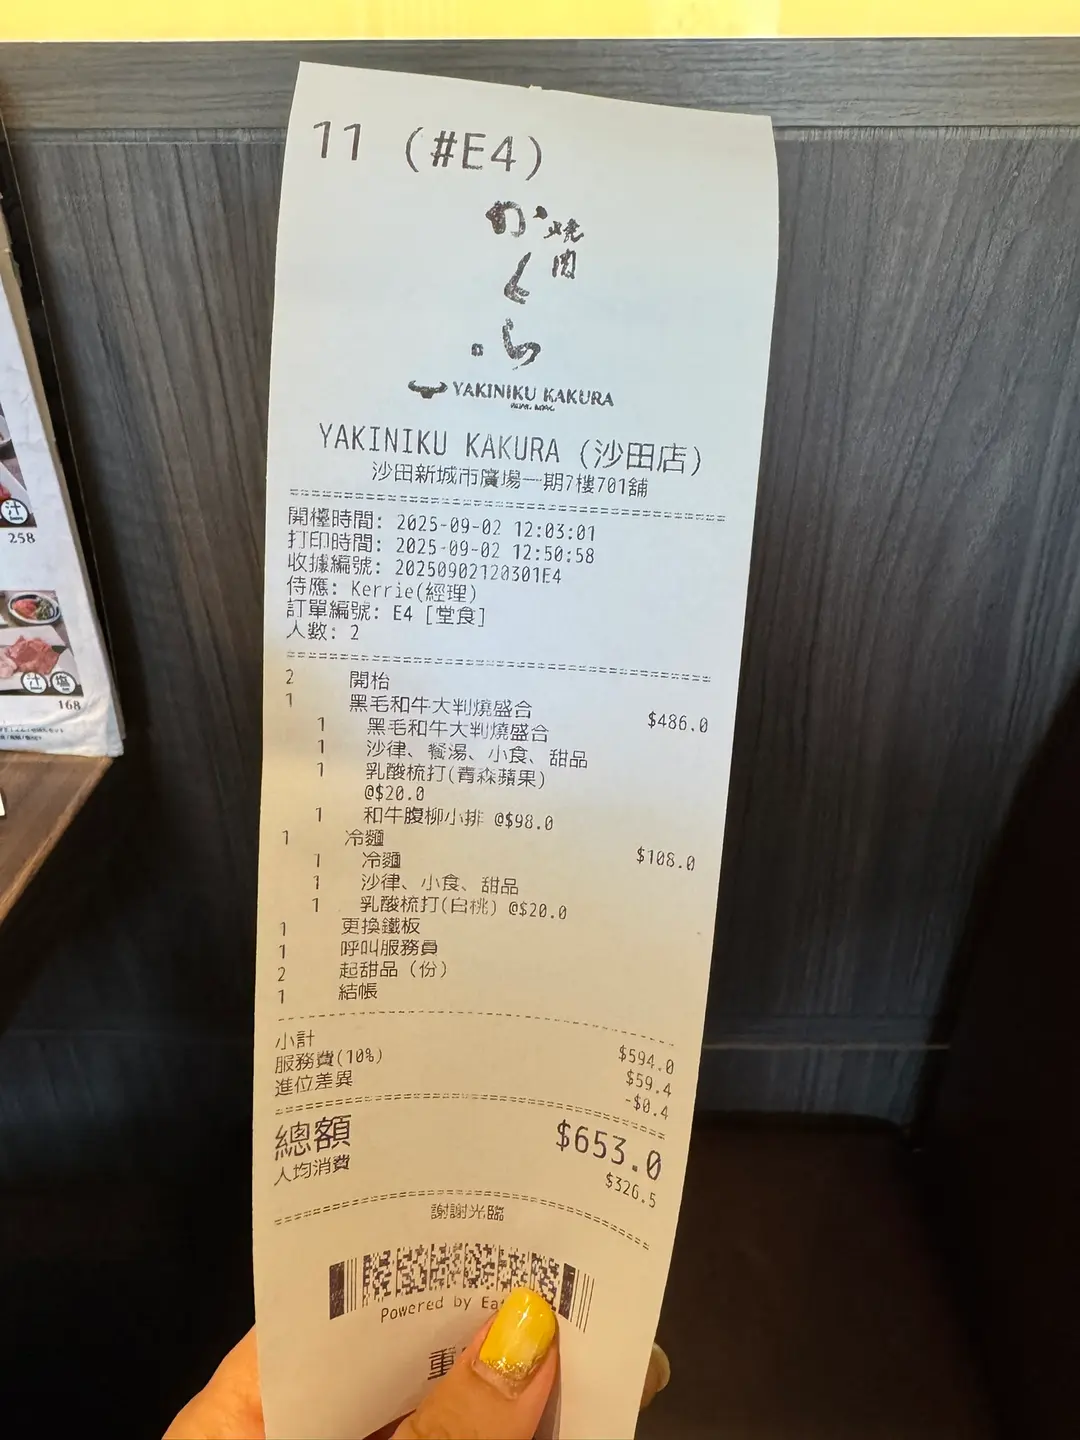 11 (#E4)
焼肉
かくら
YAKINIKU KAKURA
YAKINIKU KAKURA (沙田店)
沙田新城市廣場一期7樓701舖
開檯時間: 2025-09-02 12:03:01
打印時間: 2025-09-02 12:50:58
收據編號: 20250902120301E4
侍應: Kerrie(經理)
訂單編號: E4 [堂食]
人數: 2
2 開枱
1 黑毛和牛大判燒盛合 $486.0
1 黑毛和牛大判燒盛合
1 沙律、餐湯、小食、甜品
1 乳酸梳打(青森蘋果)
@$20.0
1 和牛腹柳小排 @$98.0
1 冷麵 $108.0
1 冷麵
1 沙律、小食、甜品
1 乳酸梳打(白桃) @$20.0
1 更換鐵板
1 呼叫服務員
2 起甜品（份）
1 結帳
小計 $594.0
服務費(10%) $59.4
進位差異 -$0.4
總額 $653.0
人均消費 $326.5
謝謝光臨
Powered by
汁
258
汁
塩
168